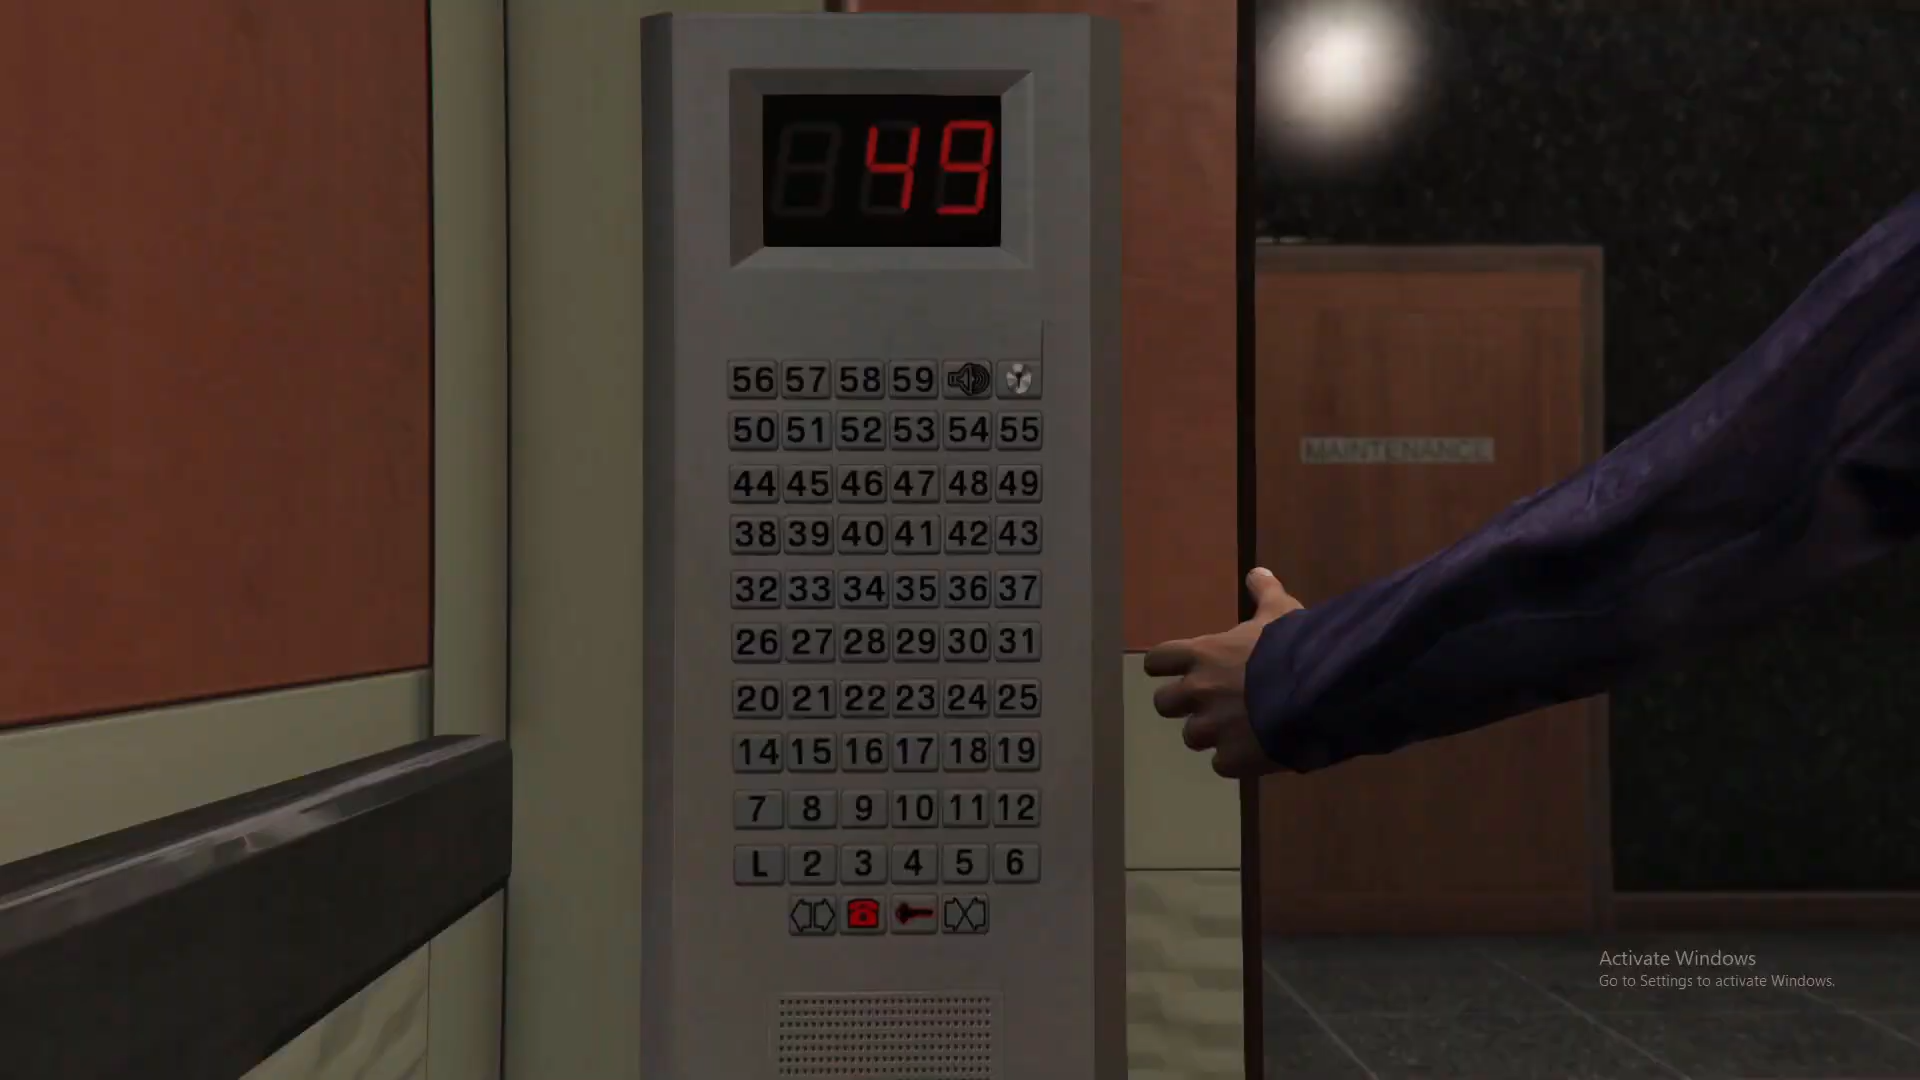 49
56 57 58 59
50 51 52 53 54 55
44 45 46 47 48 49
38 39 40 41 42 43
32 33 34 35 36 37
26 27 28 29 30 31
20 21 22 23 24 25
14 15 16 17 18 19
7 8 9 10 11 12
L 2 3 4 5 6
MAINTENANCE
Activate Windows
Go to Settings to activate Windows.